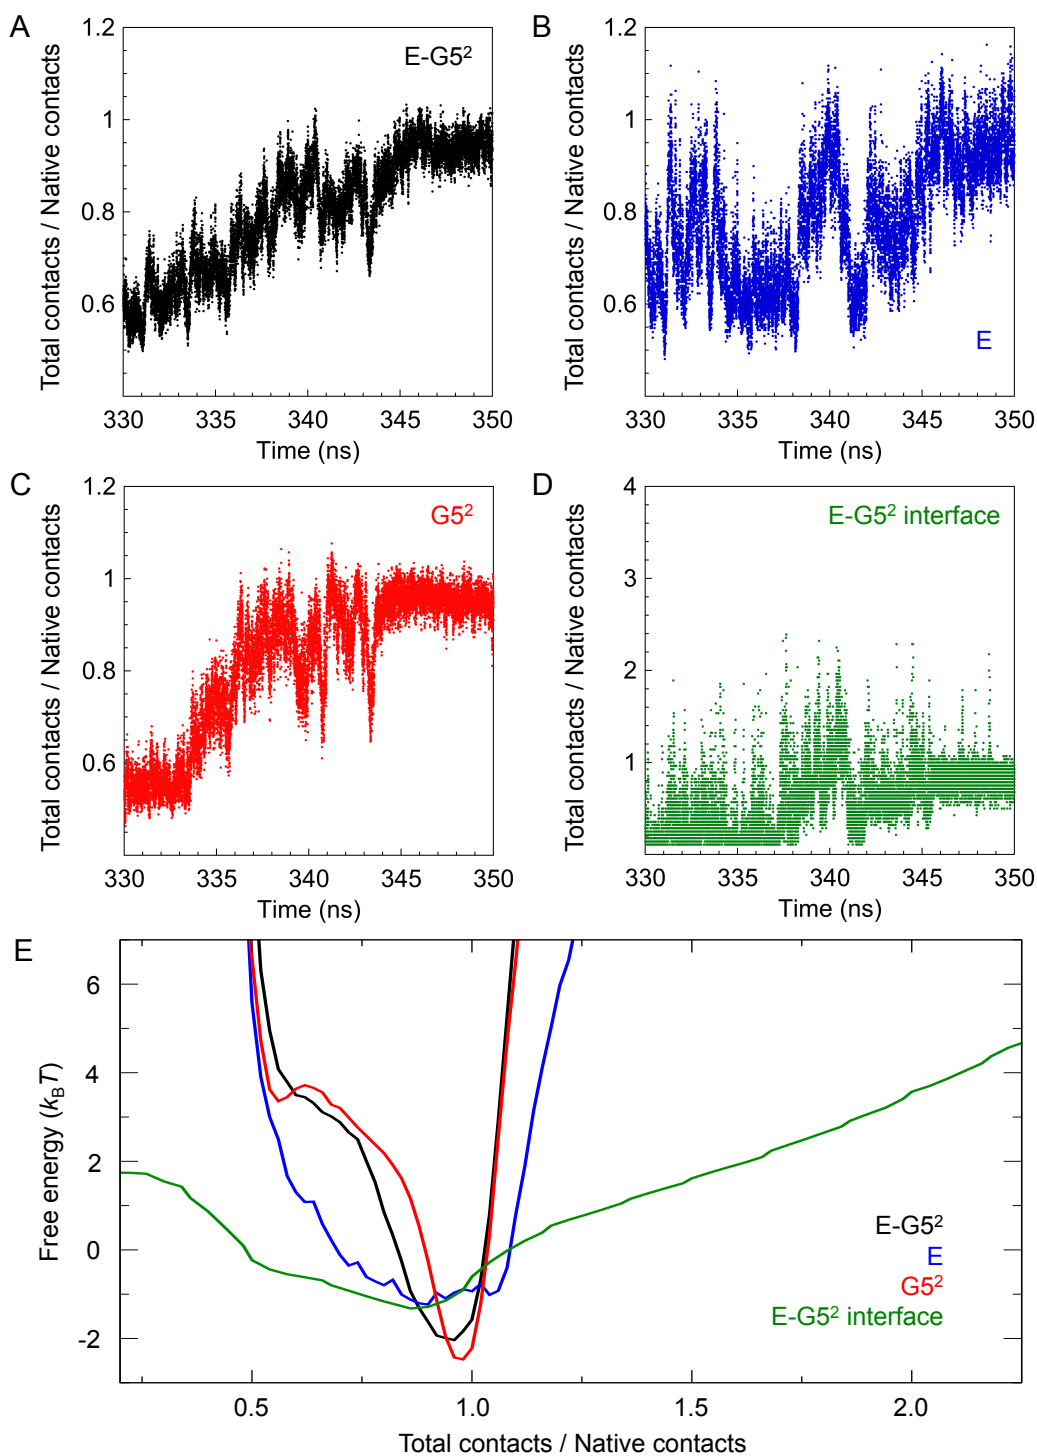 A
E-G5²
Total contacts / Native contacts
1.2
1
0.8
0.6
330 335 340 345 350
Time (ns)
B
E
Total contacts / Native contacts
1.2
1
0.8
0.6
330 335 340 345 350
Time (ns)
C
G5²
Total contacts / Native contacts
1.2
1
0.8
0.6
330 335 340 345 350
Time (ns)
D
E-G5² interface
Total contacts / Native contacts
4
3
2
1
330 335 340 345 350
Time (ns)
E
Free energy (k_BT)
6
4
2
0
-2
E-G5²
E
G5²
E-G5² interface
0.5 1.0 1.5 2.0
Total contacts / Native contacts